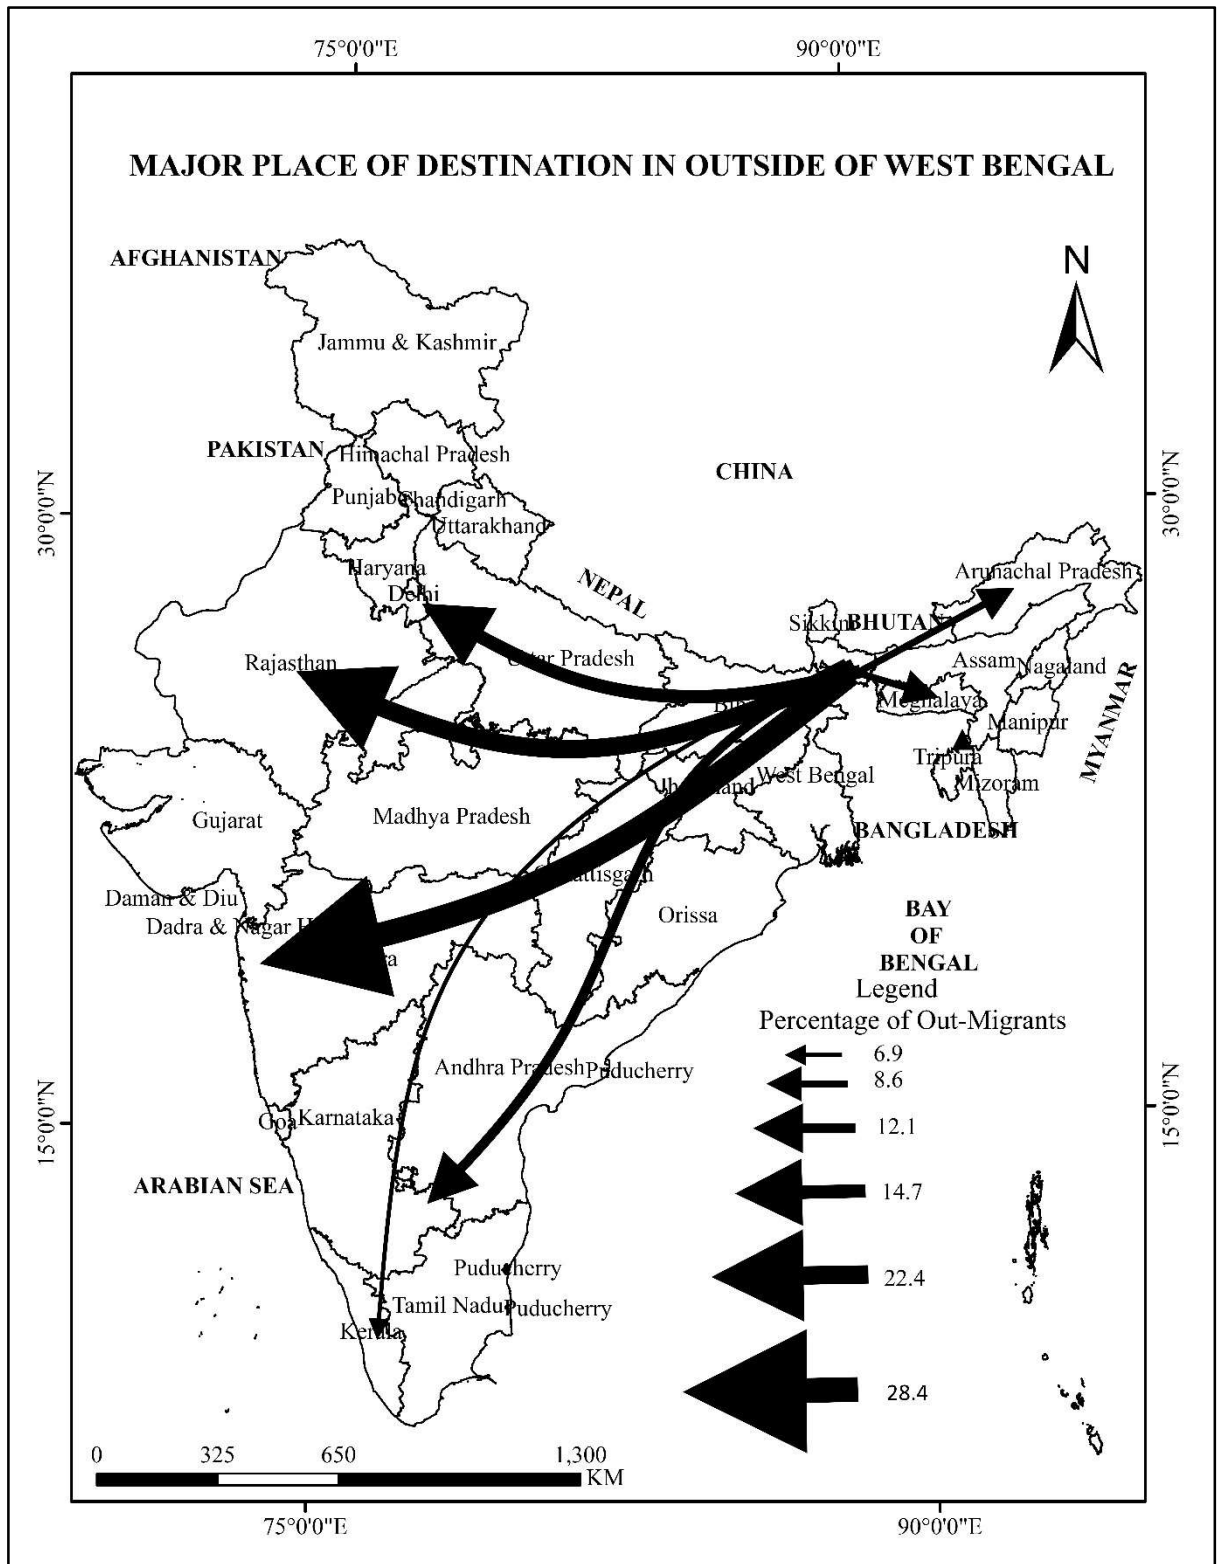 75°0'0"E 90°0'0"E
MAJOR PLACE OF DESTINATION IN OUTSIDE OF WEST BENGAL
AFGHANISTAN
N
Jammu & Kashmir
PAKISTAN
Himachal Pradesh
CHINA
Punjab
Chandigarh
Uttarakhand
30°0'0"N
30°0'0"N
Haryana
Delhi
NEPAL
Arunachal Pradesh
Sikkim
BHUTAN
Rajasthan
Pradesh
Assam
Nagaland
Meghalaya
Manipur
MYANMAR
Tripura
Mizoram
West Bengal
Gujarat
Madhya Pradesh
BANGLADESH
Daman & Diu
Dadra & Nagar H
Orissa
BAY
OF
BENGAL
Legend
Percentage of Out-Migrants
6.9
8.6
12.1
14.7
22.4
28.4
Andhra Pradesh
Puducherry
Goa
Karnataka
15°0'0"N
15°0'0"N
ARABIAN SEA
Puducherry
Tamil Nadu
Puducherry
Kerala
0 325 650 1,300
KM
75°0'0"E 90°0'0"E